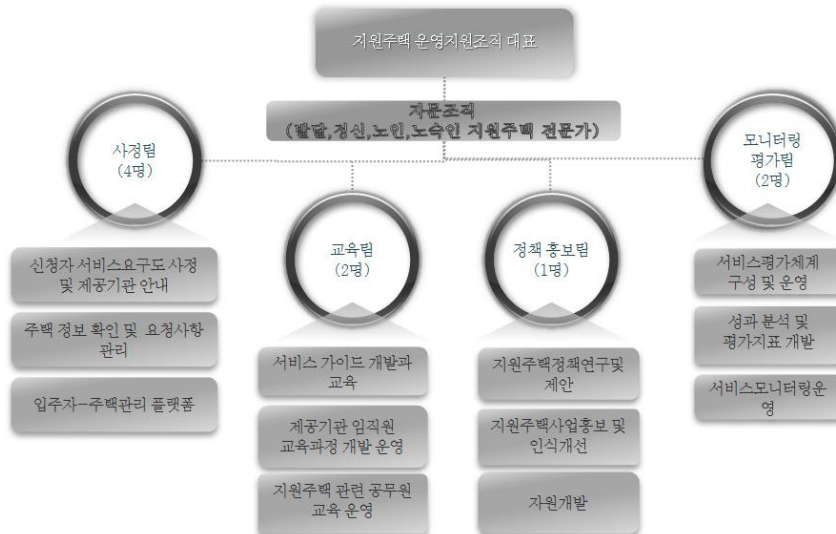 지원주택 운영지원조직 대표
자문조직
(발달,정신,노인,노숙인 지원주택 전문가)
사정팀
(4명)
신청자 서비스요구도 사정
및 제공기관 안내
주택 정보 확인 및 요청사항
관리
입주자-주택관리 플랫폼
교육팀
(2명)
서비스 가이드 개발과
교육
제공기관 임직원
교육과정 개발 운영
지원주택 관련 공무원
교육 운영
정책 홍보팀
(1명)
지원주택정책연구및
제안
지원주택사업홍보 및
인식개선
자원개발
모니터링
평가팀
(2명)
서비스평가체계
구성 및 운영
성과 분석 및
평가지표 개발
서비스모니터링운
영